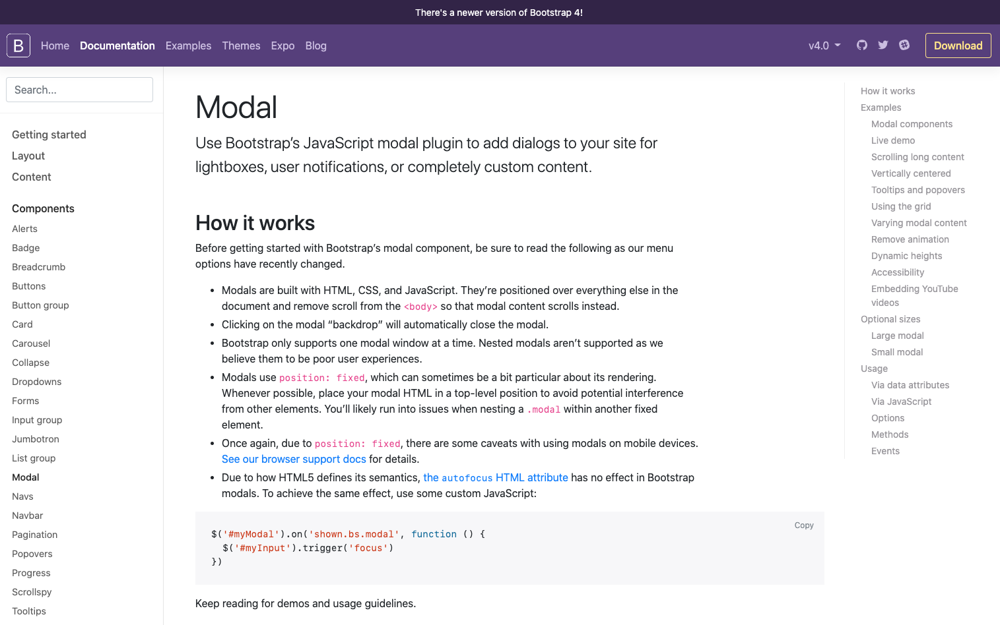 There's a newer version of Bootstrap 4!
B Home Documentation Examples Themes Expo Blog v4.0 Download
Search...
Getting started
Layout
Content
Components
Alerts
Badge
Breadcrumb
Buttons
Button group
Card
Carousel
Collapse
Dropdowns
Forms
Input group
Jumbotron
List group
Modal
Navs
Navbar
Pagination
Popovers
Progress
Scrollspy
Tooltips
Modal
Use Bootstrap’s JavaScript modal plugin to add dialogs to your site for
lightboxes, user notifications, or completely custom content.
How it works
Before getting started with Bootstrap’s modal component, be sure to read the following as our menu
options have recently changed.
• Modals are built with HTML, CSS, and JavaScript. They’re positioned over everything else in the
document and remove scroll from the <body> so that modal content scrolls instead.
• Clicking on the modal “backdrop” will automatically close the modal.
• Bootstrap only supports one modal window at a time. Nested modals aren’t supported as we
believe them to be poor user experiences.
• Modals use position: fixed, which can sometimes be a bit particular about its rendering.
Whenever possible, place your modal HTML in a top-level position to avoid potential interference
from other elements. You’ll likely run into issues when nesting a .modal within another fixed
element.
• Once again, due to position: fixed, there are some caveats with using modals on mobile devices.
See our browser support docs for details.
• Due to how HTML5 defines its semantics, the autofocus HTML attribute has no effect in Bootstrap
modals. To achieve the same effect, use some custom JavaScript:
Copy
$('#myModal').on('shown.bs.modal', function () {
  $('#myInput').trigger('focus')
})
Keep reading for demos and usage guidelines.
How it works
Examples
Modal components
Live demo
Scrolling long content
Vertically centered
Tooltips and popovers
Using the grid
Varying modal content
Remove animation
Dynamic heights
Accessibility
Embedding YouTube
videos
Optional sizes
Large modal
Small modal
Usage
Via data attributes
Via JavaScript
Options
Methods
Events